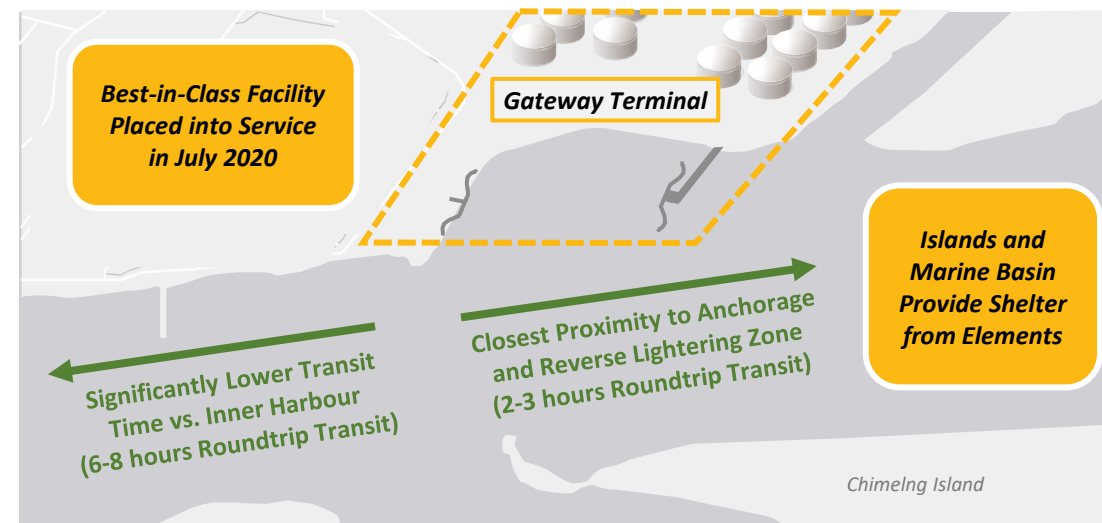 Best-in-Class Facility
Placed into Service
in July 2020
Gateway Terminal
Islands and
Marine Basin
Provide Shelter
from Elements
Significantly Lower Transit
Time vs. Inner Harbour
(6-8 hours Roundtrip Transit)
Closest Proximity to Anchorage
and Reverse Lightering Zone
(2-3 hours Roundtrip Transit)
Chimelng Island